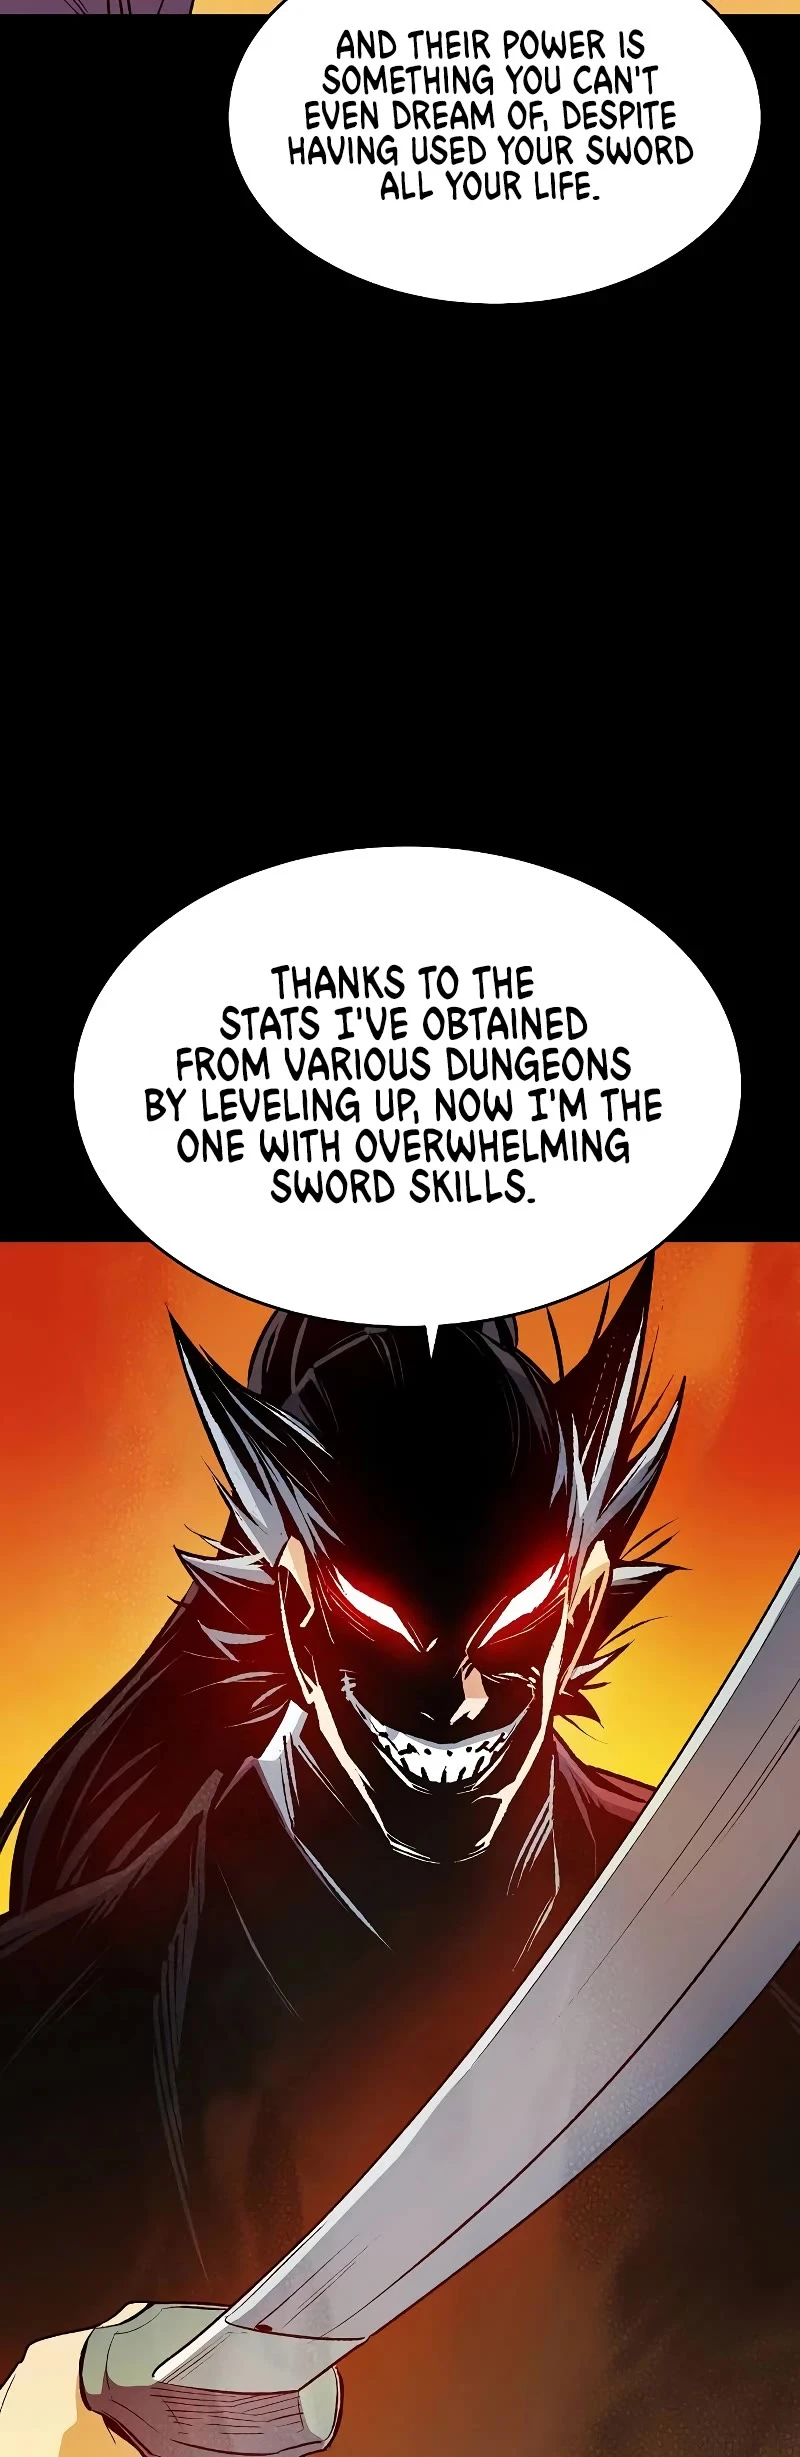 AND THEIR POWER IS
SOMETHING YOU CAN'T
EVEN DREAM OF, DESPITE
HAVING USED YOUR SWORD
ALL YOUR LIFE.
THANKS TO THE
STATS I'VE OBTAINED
FROM VARIOUS DUNGEONS
BY LEVELING UP, NOW I'M THE
ONE WITH OVERWHELMING
SWORD SKILLS.